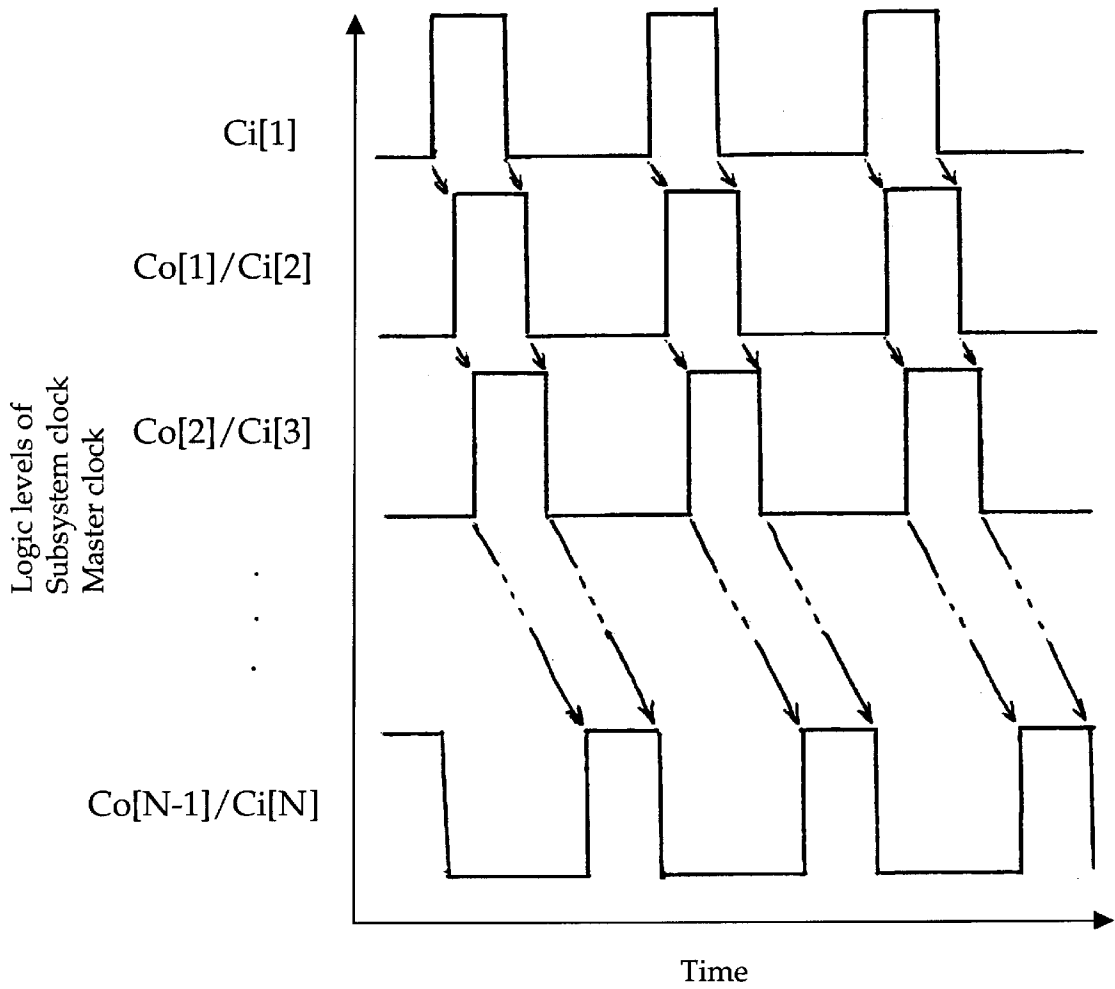 Ci[1]
Co[1]/Ci[2]
Co[2]/Ci[3]
Logic levels of
Subsystem clock
Master clock
.
.
.
Co[N-1]/Ci[N]
Time